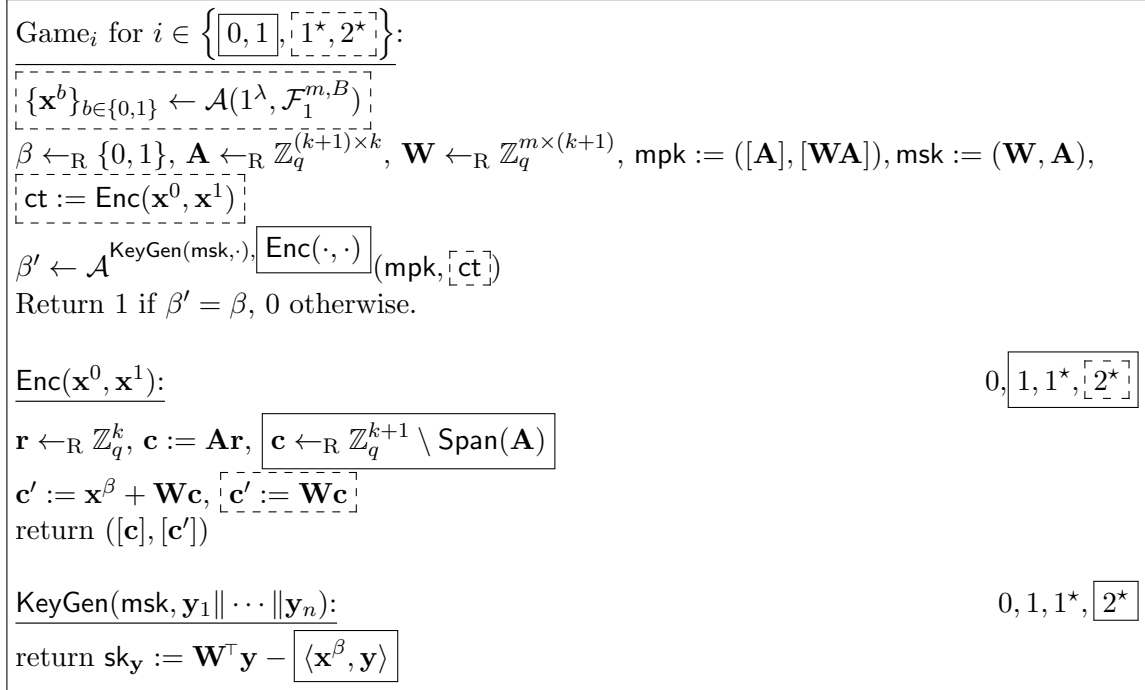 Game_i for i ∈ { 0, 1 , 1⋆, 2⋆ }:
{x^b}_{b∈{0,1}} ← 𝒜(1^λ, ℱ_1^{m,B})
β ←_R {0, 1}, A ←_R ℤ_q^{(k+1)×k}, W ←_R ℤ_q^{m×(k+1)}, mpk := ([A], [WA]), msk := (W, A),
ct := Enc(x^0, x^1)
β′ ← 𝒜^{KeyGen(msk,·), Enc(·,·)}(mpk, ct)
Return 1 if β′ = β, 0 otherwise.
Enc(x^0, x^1): 0, 1, 1⋆, 2⋆
r ←_R ℤ_q^k, c := Ar, c ←_R ℤ_q^{k+1} \ Span(A)
c′ := x^β + Wc, c′ := Wc
return ([c], [c′])
KeyGen(msk, y_1‖ ··· ‖y_n): 0, 1, 1⋆, 2⋆
return sk_y := W^⊤y − ⟨x^β, y⟩